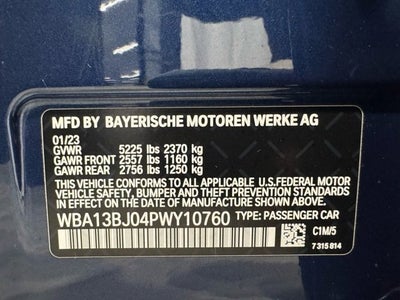 MFD BY BAYERISCHE MOTOREN WERKE AG
01/23
GVWR 5225 lbs 2370 kg
GAWR FRONT 2557 lbs 1160 kg
GAWR REAR 2756 lbs 1250 kg
THIS VEHICLE CONFORMS TO ALL APPLICABLE U.S.FEDERAL MOTOR
VEHICLE SAFETY, BUMPER, AND THEFT PREVENTION STANDARDS
IN EFFECT ON THE DATE OF MANUFACTURE SHOWN ABOVE.
WBA13BJ04PWY10760 TYPE: PASSENGER CAR
C1M/5
7 315 814